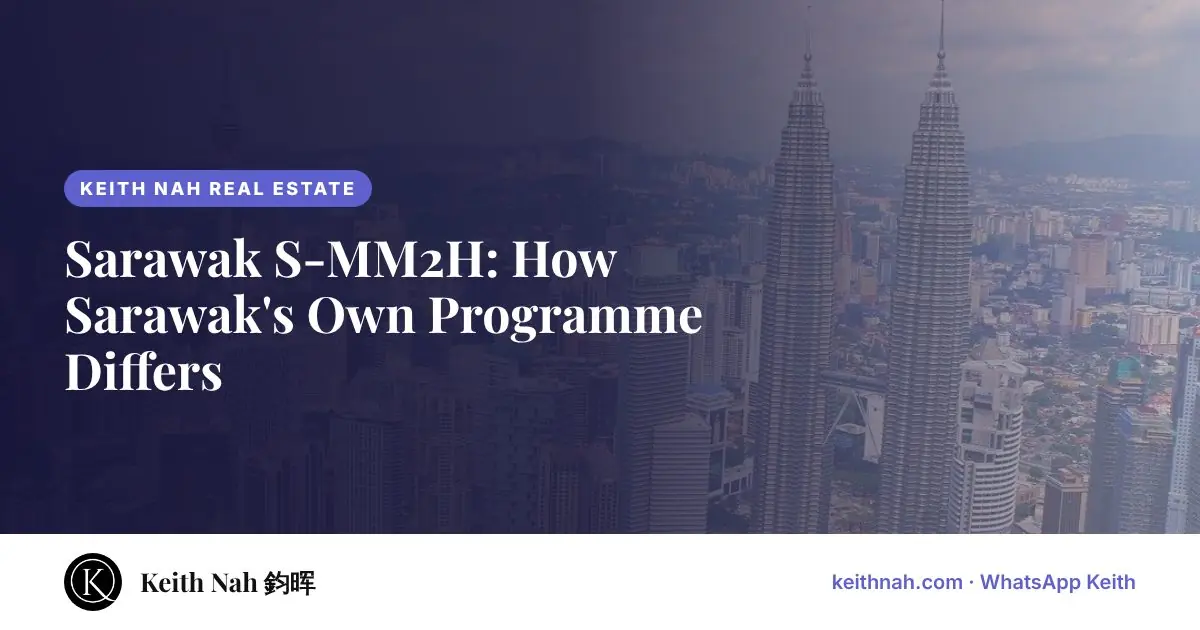 KEITH NAH REAL ESTATE
Sarawak S-MM2H: How
Sarawak's Own Programme
Differs
K
Keith Nah 鈞晖
keithnah.com · WhatsApp Keith